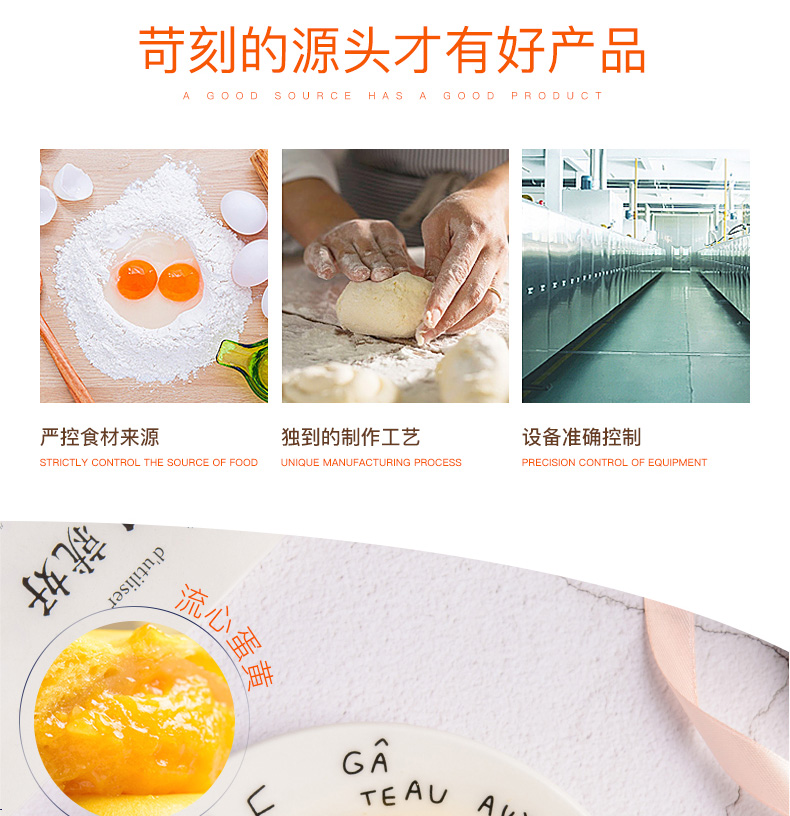 苛刻的源头才有好产品
A GOOD SOURCE HAS A GOOD PRODUCT
严控食材来源
STRICTLY CONTROL THE SOURCE OF FOOD
独到的制作工艺
UNIQUE MANUFACTURING PROCESS
设备准确控制
PRECISION CONTROL OF EQUIPMENT
就好
d'utiliser
流心蛋黄
GÂ
TEAU